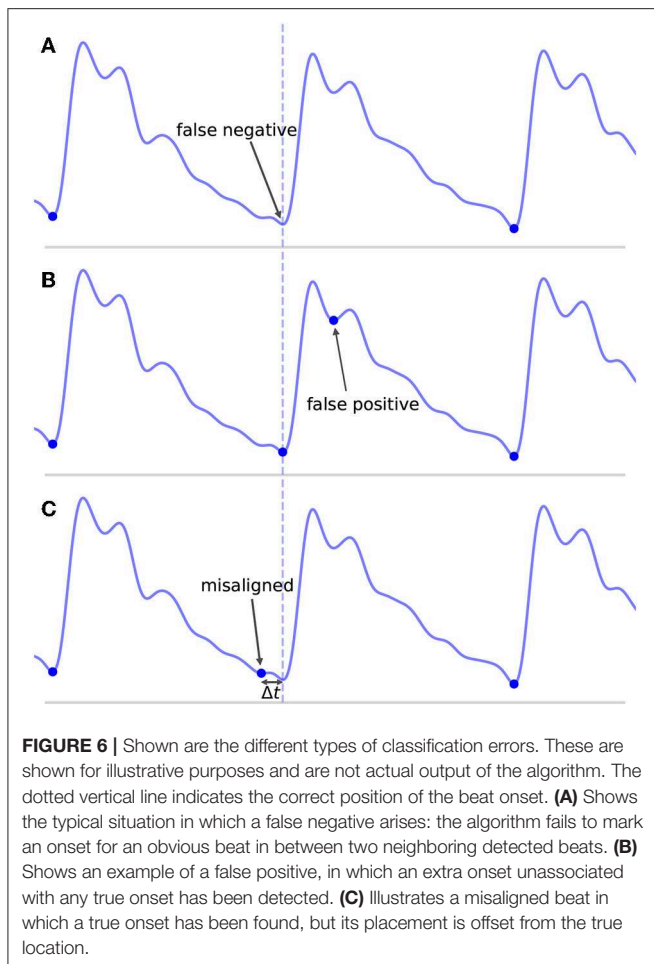 A
false negative
B
false positive
C
misaligned
Δt
FIGURE 6 | Shown are the different types of classification errors. These are
shown for illustrative purposes and are not actual output of the algorithm. The
dotted vertical line indicates the correct position of the beat onset. (A) Shows
the typical situation in which a false negative arises: the algorithm fails to mark
an onset for an obvious beat in between two neighboring detected beats. (B)
Shows an example of a false positive, in which an extra onset unassociated
with any true onset has been detected. (C) Illustrates a misaligned beat in
which a true onset has been found, but its placement is offset from the true
location.